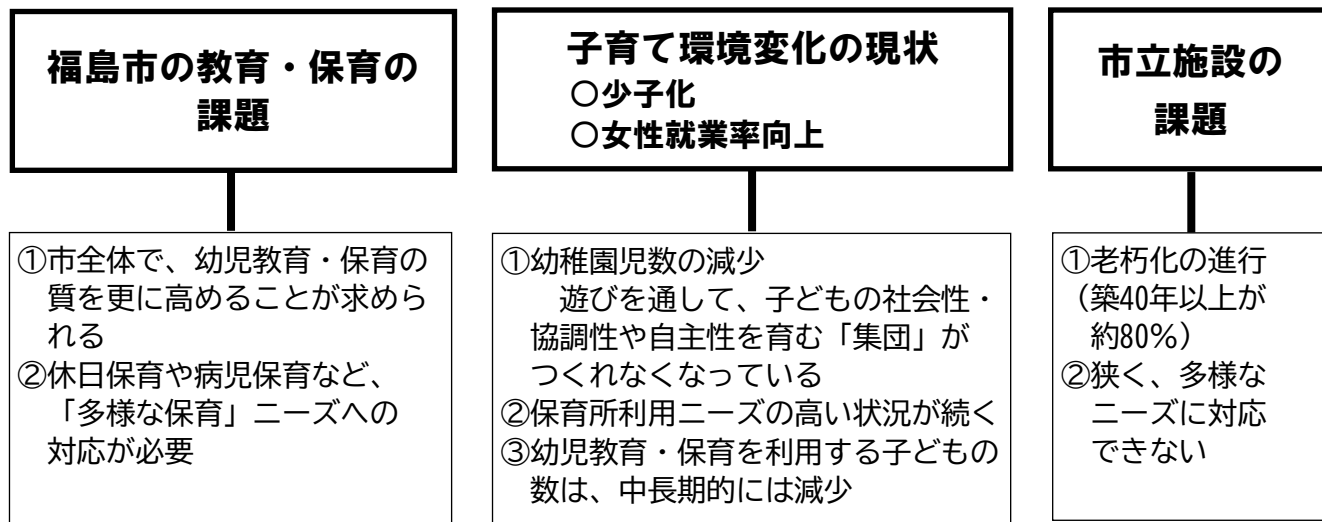 福島市の教育・保育の
課題
①市全体で、幼児教育・保育の
質を更に高めることが求めら
れる
②休日保育や病児保育など、
「多様な保育」ニーズへの
対応が必要
子育て環境変化の現状
○少子化
○女性就業率向上
①幼稚園児数の減少
遊びを通して、子どもの社会性・
協調性や自主性を育む「集団」が
つくれなくなっている
②保育所利用ニーズの高い状況が続く
③幼児教育・保育を利用する子どもの
数は、中長期的には減少
市立施設の
課題
①老朽化の進行
（築40年以上が
約80％）
②狭く、多様な
ニーズに対応
できない